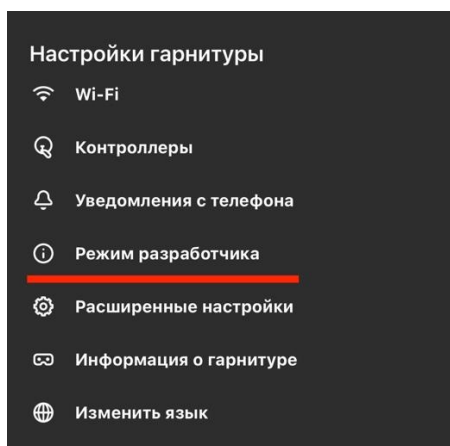 Настройки гарнитуры
Wi-Fi
Контроллеры
Уведомления с телефона
Режим разработчика
Расширенные настройки
Информация о гарнитуре
Изменить язык